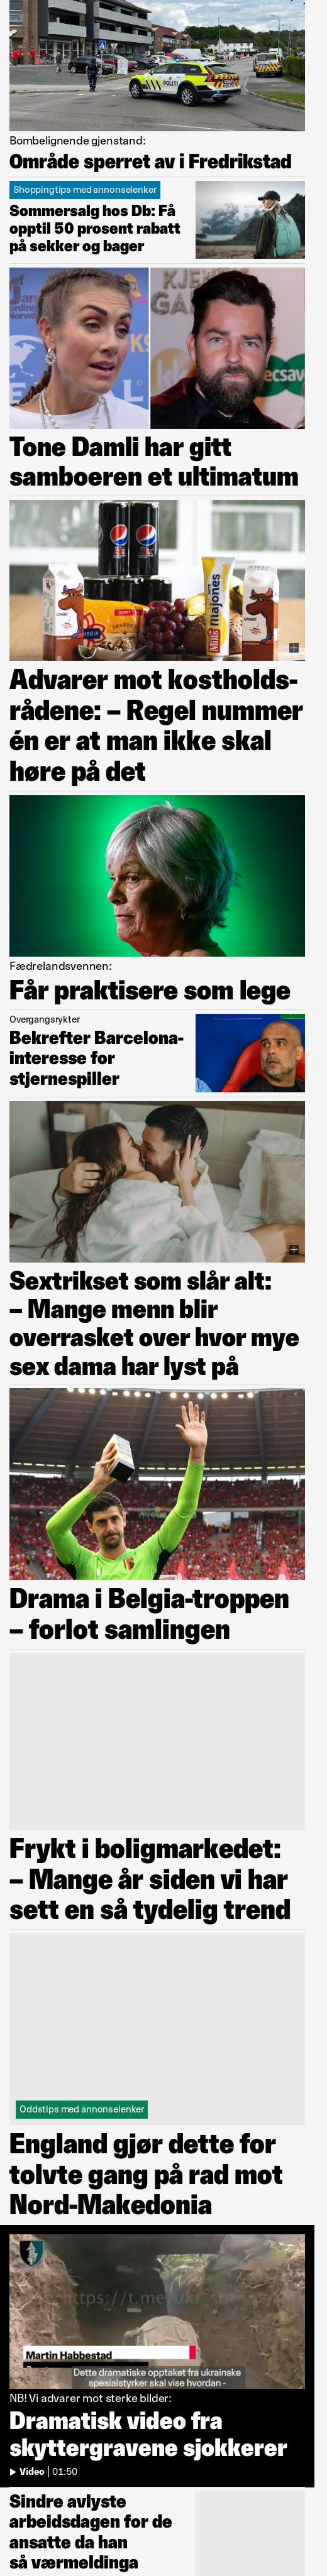 POLITI
Bombelignende gjenstand:
Område sperret av i Fredrikstad
Shoppingtips med annonselenker
Sommersalg hos Db: Få
opptil 50 prosent rabatt
på sekker og bager
Tone Damli har gitt
samboeren et ultimatum
pepsi
Mills
majones
Advarer mot kostholds-
rådene: – Regel nummer
én er at man ikke skal
høre på det
Fædrelandsvennen:
Får praktisere som lege
Overgangsrykter
Bekrefter Barcelona-
interesse for
stjernespiller
Sextrikset som slår alt:
– Mange menn blir
overrasket over hvor mye
sex dama har lyst på
Drama i Belgia-troppen
– forlot samlingen
Frykt i boligmarkedet:
– Mange år siden vi har
sett en så tydelig trend
Oddstips med annonselenker
England gjør dette for
tolvte gang på rad mot
Nord-Makedonia
Martin Habbestad
Dette dramatiske opptaket fra ukrainske
spesialstyrker skal vise hvordan -
NB! Vi advarer mot sterke bilder:
Dramatisk video fra
skyttergravene sjokkerer
Video | 01:50
Sindre avlyste
arbeidsdagen for de
ansatte da han
så værmeldinga